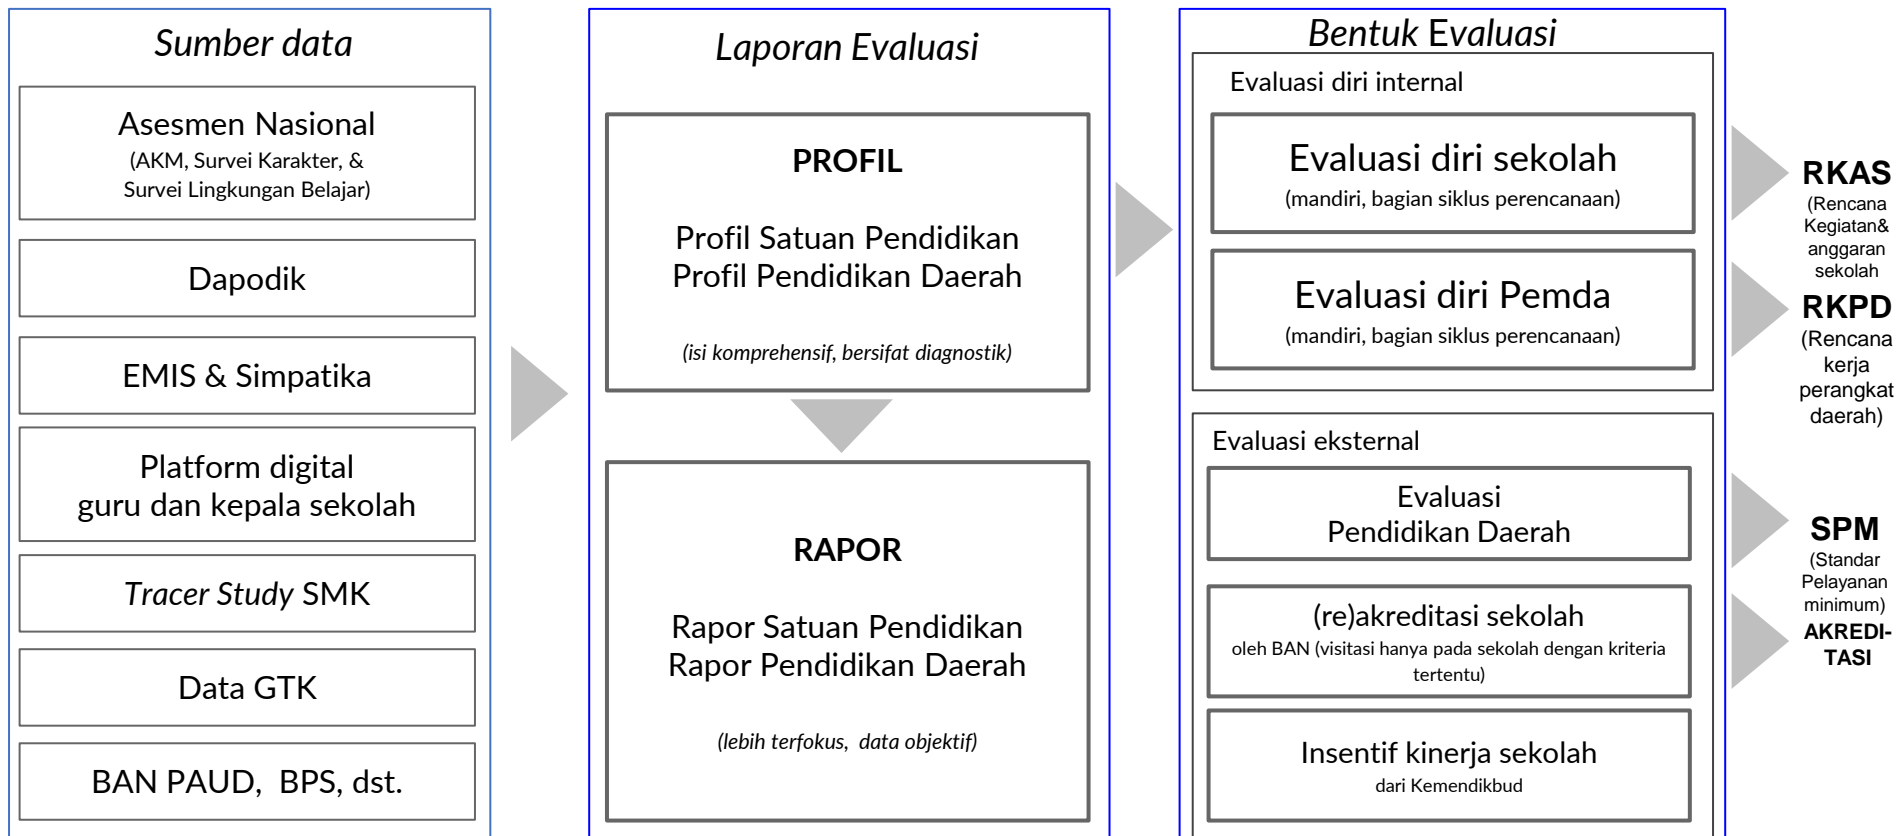 Sumber data
Asesmen Nasional
(AKM, Survei Karakter, &
Survei Lingkungan Belajar)
Dapodik
EMIS & Simpatika
Platform digital
guru dan kepala sekolah
Tracer Study SMK
Data GTK
BAN PAUD, BPS, dst.
Laporan Evaluasi
PROFIL
Profil Satuan Pendidikan
Profil Pendidikan Daerah
(isi komprehensif, bersifat diagnostik)
RAPOR
Rapor Satuan Pendidikan
Rapor Pendidikan Daerah
(lebih terfokus, data objektif)
Bentuk Evaluasi
Evaluasi diri internal
Evaluasi diri sekolah
(mandiri, bagian siklus perencanaan)
Evaluasi diri Pemda
(mandiri, bagian siklus perencanaan)
Evaluasi eksternal
Evaluasi
Pendidikan Daerah
(re)akreditasi sekolah
oleh BAN (visitasi hanya pada sekolah dengan kriteria
tertentu)
Insentif kinerja sekolah
dari Kemendikbud
RKAS
(Rencana
Kegiatan&
anggaran
sekolah
RKPD
(Rencana
kerja
perangkat
daerah)
SPM
(Standar
Pelayanan
minimum)
AKREDI-
TASI